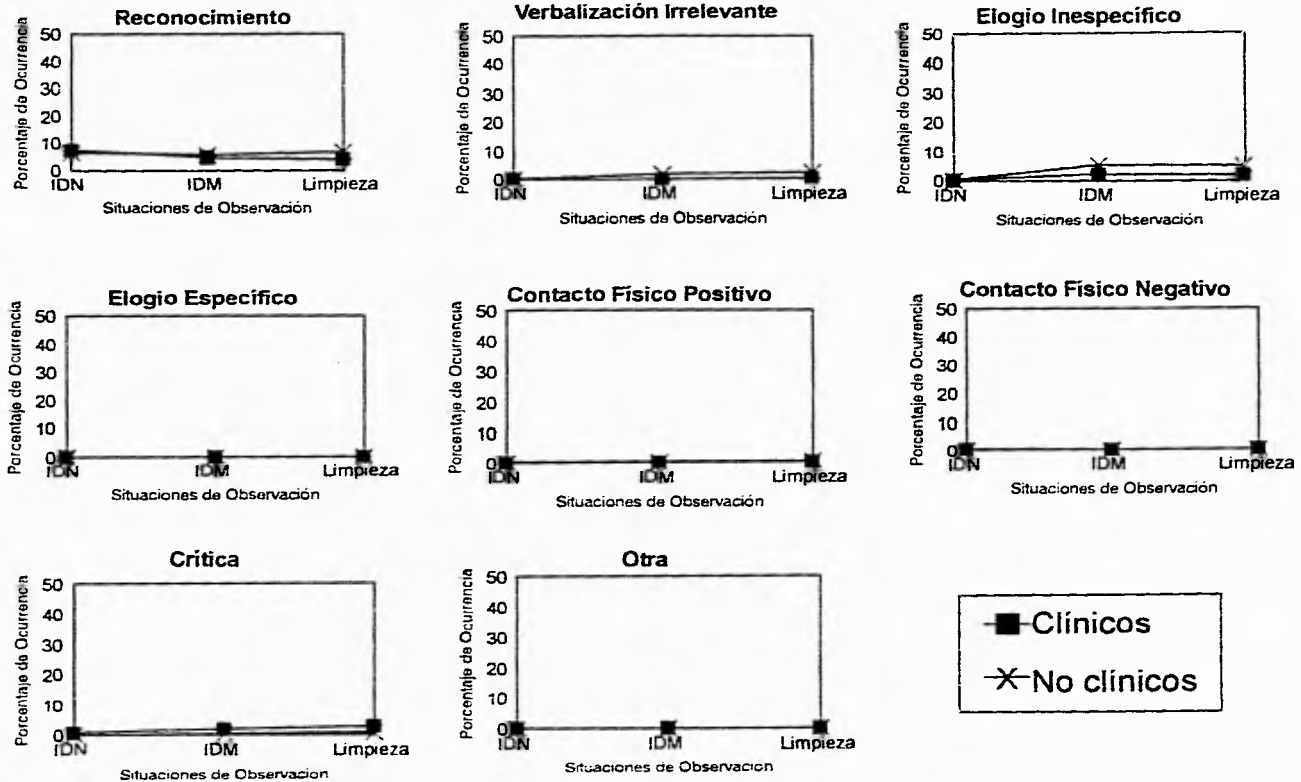 Reconocimiento
Porcentaje de Ocurrencia
50
40
30
20
10
0
IDN IDM Limpieza
Situaciones de Observación
Verbalización Irrelevante
Porcentaje de Ocurrencia
50
40
30
20
10
0
IDN IDM Limpieza
Situaciones de Observación
Elogio Inespecífico
Porcentaje de Ocurrencia
50
40
30
20
10
0
IDN IDM Limpieza
Situaciones de Observación
Elogio Específico
Porcentaje de Ocurrencia
50
40
30
20
10
0
IDN IDM Limpieza
Situaciones de Observación
Contacto Físico Positivo
Porcentaje de Ocurrencia
50
40
30
20
10
0
IDN IDM Limpieza
Situaciones de Observación
Contacto Físico Negativo
Porcentaje de Ocurrencia
50
40
30
20
10
0
IDN IDM Limpieza
Situaciones de Observación
Crítica
Porcentaje de Ocurrencia
50
40
30
20
10
0
IDN IDM Limpieza
Situaciones de Observacion
Otra
Porcentaje de Ocurrencia
50
40
30
20
10
0
IDN IDM Limpieza
Situaciones de Observación
Clínicos
No clínicos